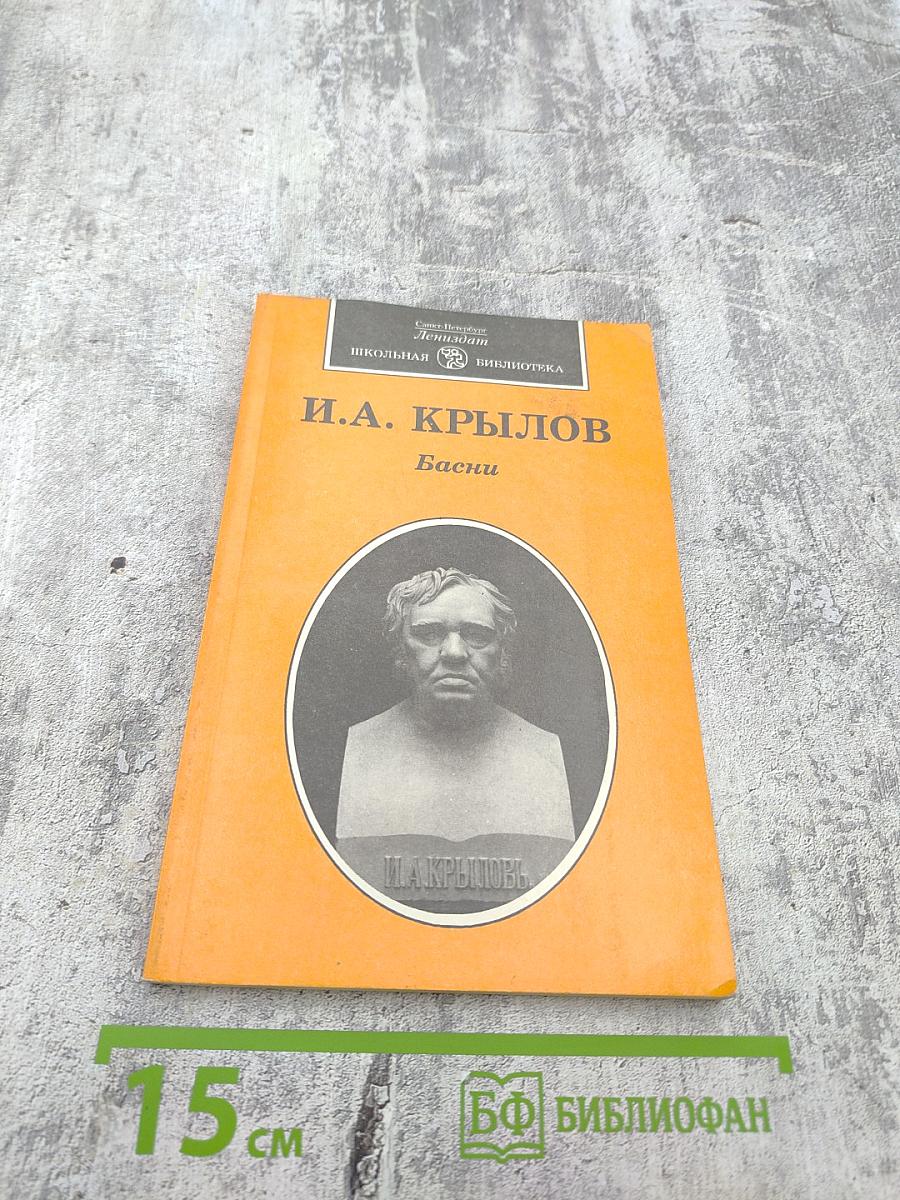 Санкт-Петербург
Лениздат
ШКОЛЬНАЯ БИБЛИОТЕКА
И.А. КРЫЛОВ
Басни
И.А.КРЫЛОВЪ
15 см
БФ БИБЛИОФАН